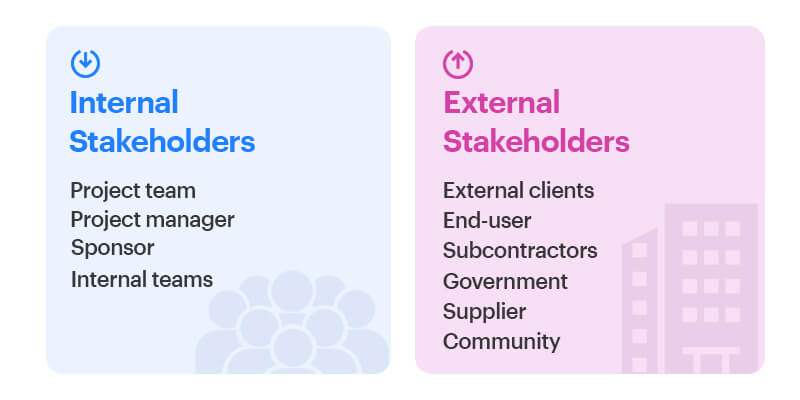 Internal
Stakeholders
Project team
Project manager
Sponsor
Internal teams
External
Stakeholders
External clients
End-user
Subcontractors
Government
Supplier
Community